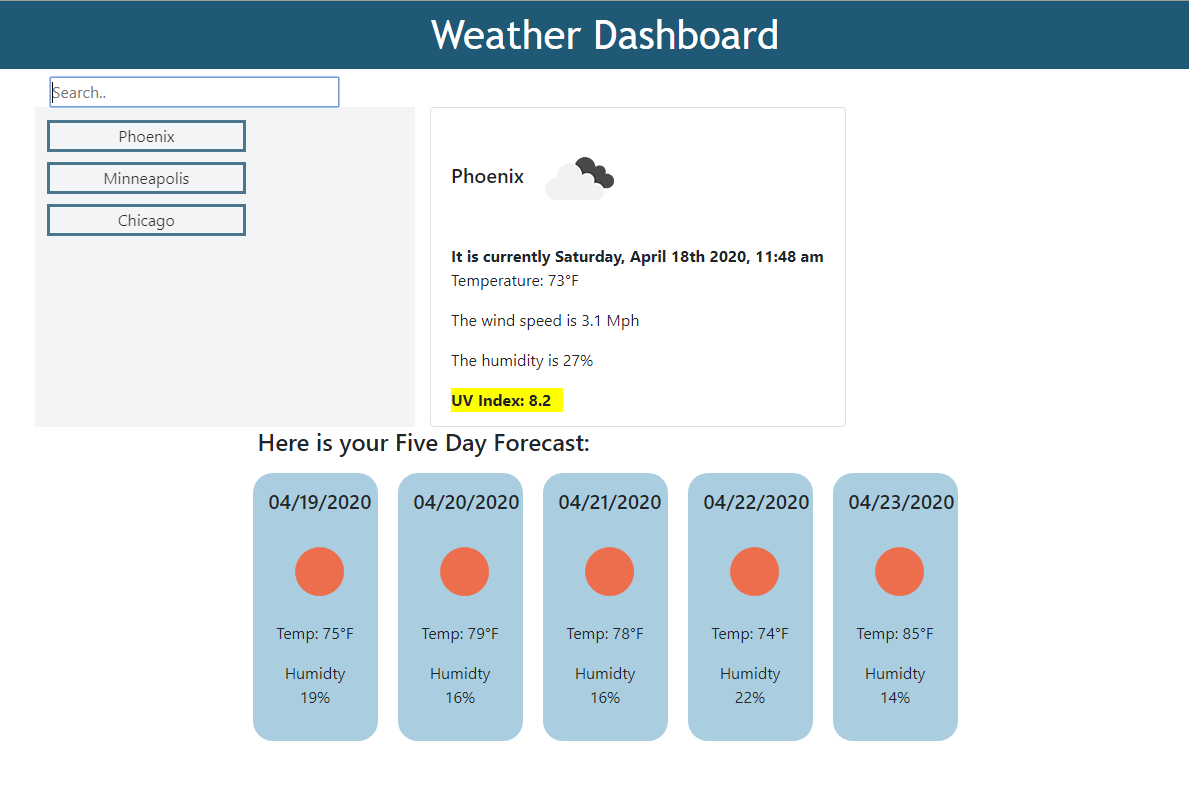 Weather Dashboard
Search..
Phoenix
Minneapolis
Chicago
Phoenix
It is currently Saturday, April 18th 2020, 11:48 am
Temperature: 73°F
The wind speed is 3.1 Mph
The humidity is 27%
UV Index: 8.2
Here is your Five Day Forecast:
04/19/2020
Temp: 75°F
Humidty
19%
04/20/2020
Temp: 79°F
Humidty
16%
04/21/2020
Temp: 78°F
Humidty
16%
04/22/2020
Temp: 74°F
Humidty
22%
04/23/2020
Temp: 85°F
Humidty
14%